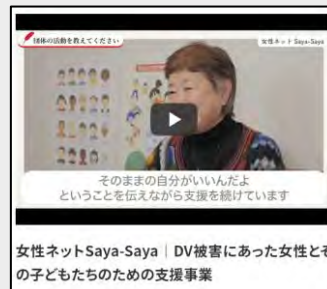 団体の活動を教えてください
女性ネット Saya-Saya
そのままの自分がいいんだよ
ということを伝えながら支援を続けています
女性ネットSaya-Saya｜DV被害にあった女性とそ
の子どもたちのための支援事業